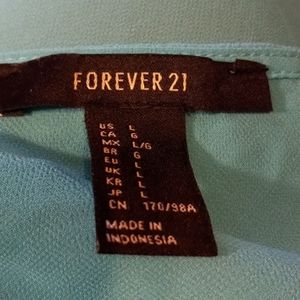 FOREVER 21
US L
CA G
MX L/G
BR G
EU L
UK L
KR L
JP L
CN 170/98A
MADE IN
INDONESIA